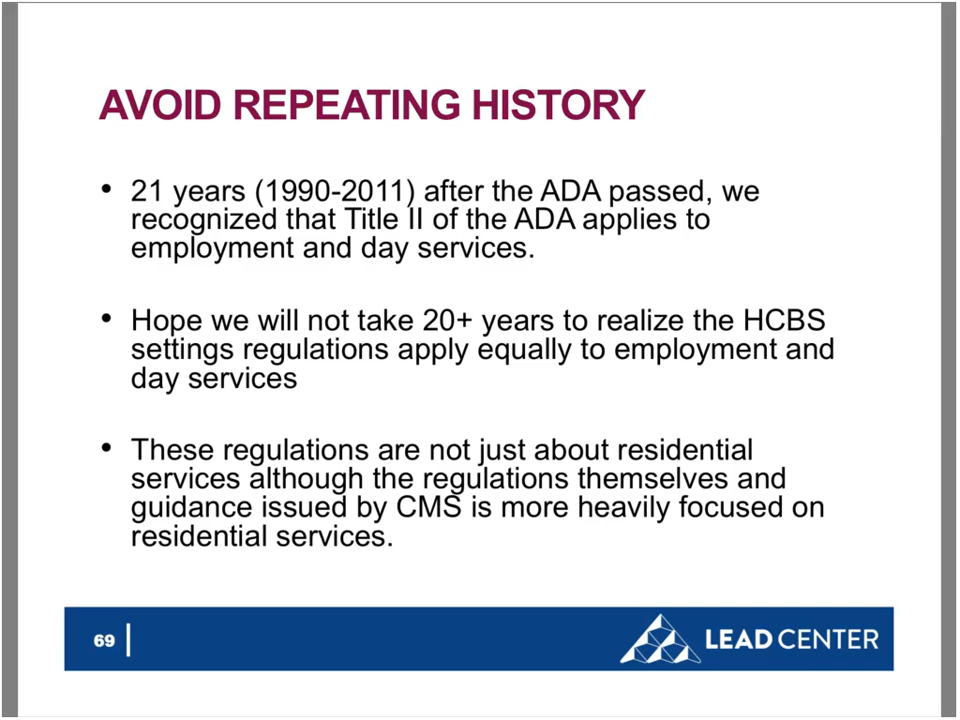 AVOID REPEATING HISTORY
• 21 years (1990-2011) after the ADA passed, we
recognized that Title II of the ADA applies to
employment and day services.
• Hope we will not take 20+ years to realize the HCBS
settings regulations apply equally to employment and
day services
• These regulations are not just about residential
services although the regulations themselves and
guidance issued by CMS is more heavily focused on
residential services.
69
LEAD CENTER